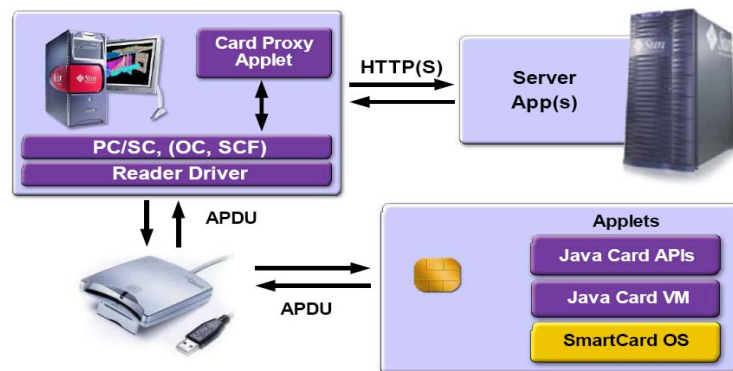 Card Proxy
Applet
HTTP(S)
Server
App(s)
Sun
PC/SC, (OC, SCF)
Reader Driver
APDU
APDU
Applets
Java Card APIs
Java Card VM
SmartCard OS